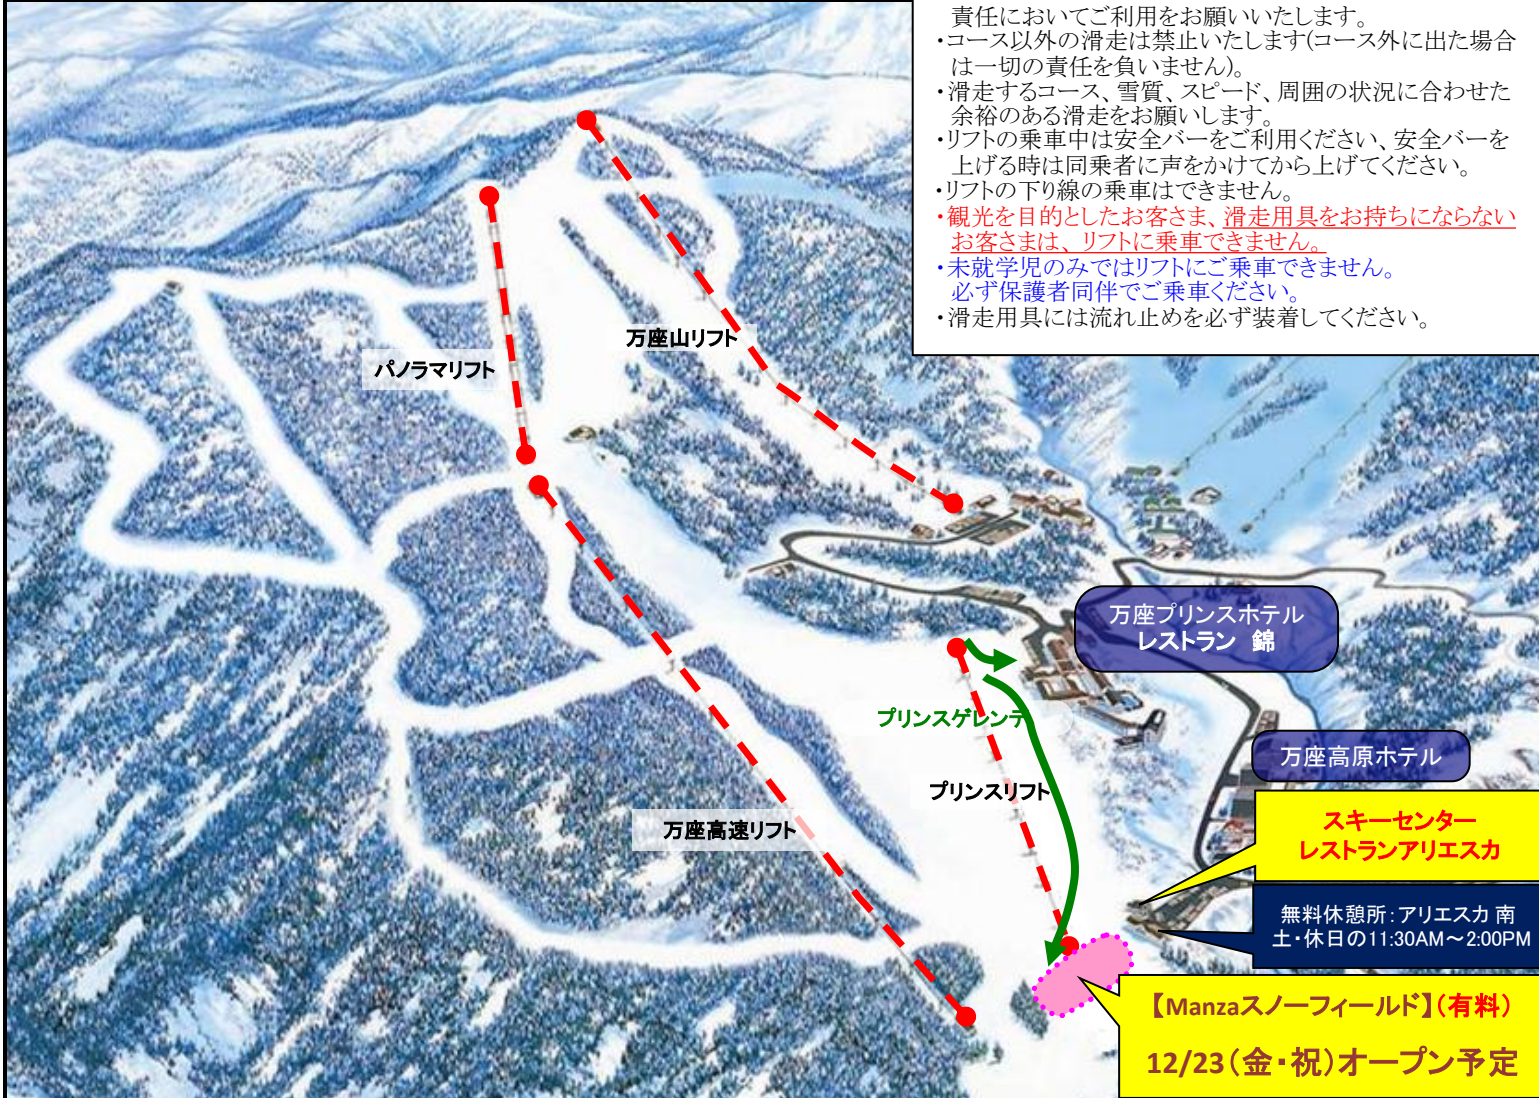 責任においてご利用をお願いいたします。
・コース以外の滑走は禁止いたします(コース外に出た場合
は一切の責任を負いません)。
・滑走するコース、雪質、スピード、周囲の状況に合わせた
余裕のある滑走をお願いします。
・リフトの乗車中は安全バーをご利用ください、安全バーを
上げる時は同乗者に声をかけてから上げてください。
・リフトの下り線の乗車はできません。
・観光を目的としたお客さま、滑走用具をお持ちにならない
お客さまは、リフトに乗車できません。
・未就学児のみではリフトにご乗車できません。
必ず保護者同伴でご乗車ください。
・滑走用具には流れ止めを必ず装着してください。
万座山リフト
パノラマリフト
万座プリンスホテル
レストラン 錦
プリンスゲレンデ
万座高原ホテル
プリンスリフト
万座高速リフト
スキーセンター
レストランアリエスカ
無料休憩所：アリエスカ 南
土・休日の11:30AM～2:00PM
【Manzaスノーフィールド】(有料)
12/23(金・祝)オープン予定